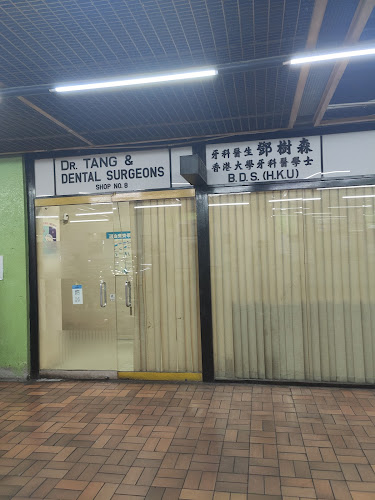 DR. TANG &
DENTAL SURGEONS
SHOP NO. 8
牙科醫生 鄧樹森
香港大學牙科醫學士
B.D.S. (H.K.U)